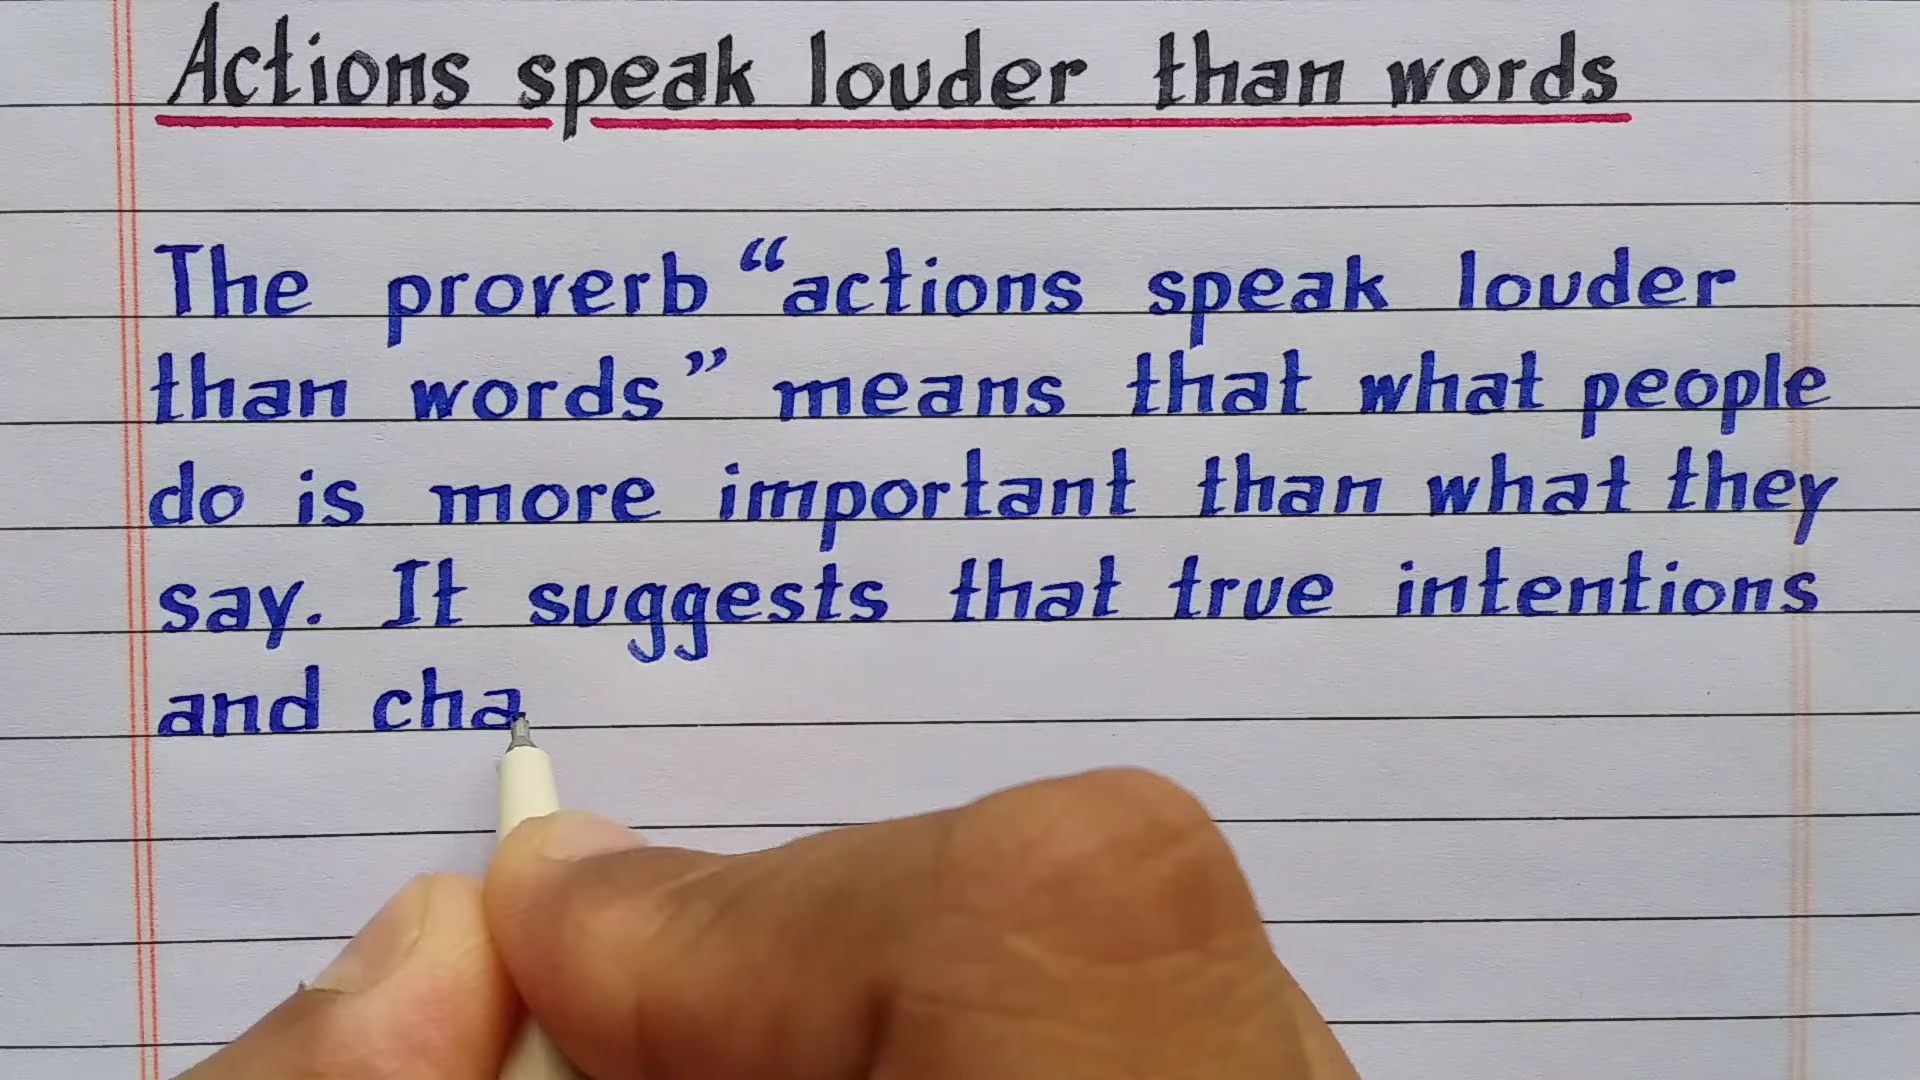 Actions speak louder than words
The proverb “actions speak louder
than words” means that what people
do is more important than what they
say. It suggests that true intentions
and cha